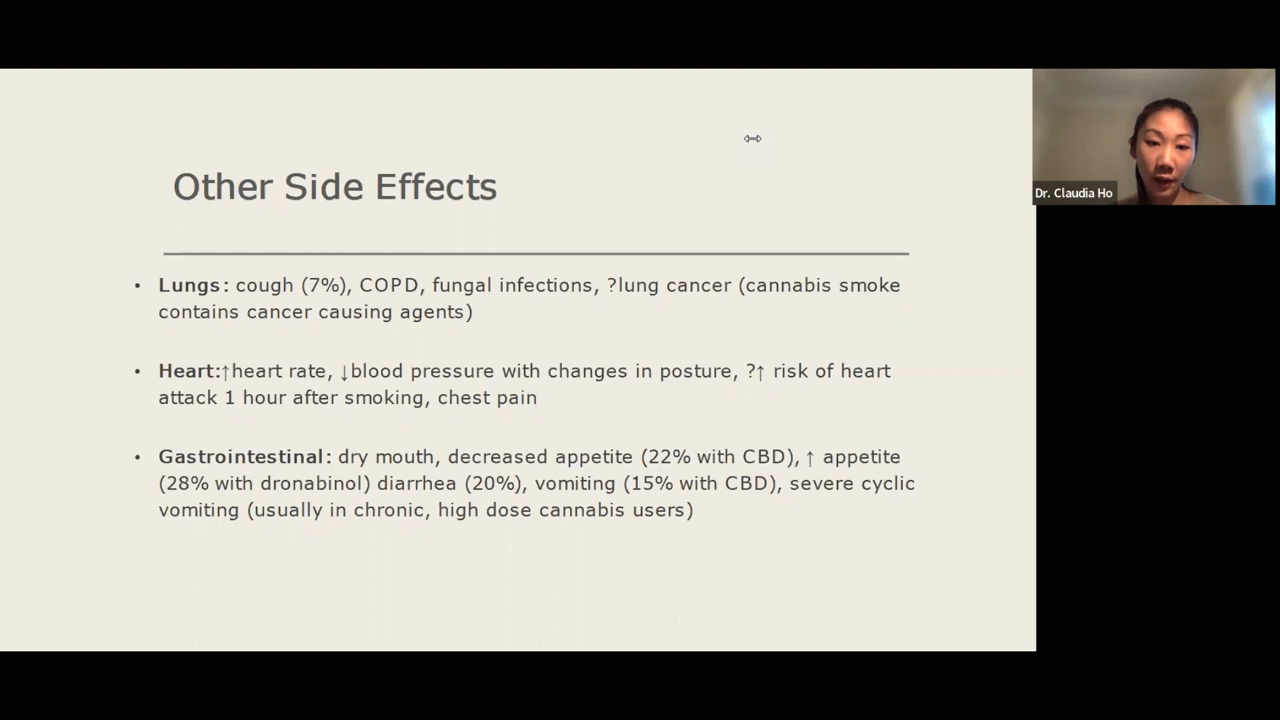 Other Side Effects
• Lungs: cough (7%), COPD, fungal infections, ?lung cancer (cannabis smoke
contains cancer causing agents)
• Heart:↑heart rate, ↓blood pressure with changes in posture, ?↑ risk of heart
attack 1 hour after smoking, chest pain
• Gastrointestinal: dry mouth, decreased appetite (22% with CBD), ↑ appetite
(28% with dronabinol) diarrhea (20%), vomiting (15% with CBD), severe cyclic
vomiting (usually in chronic, high dose cannabis users)
Dr. Claudia Ho